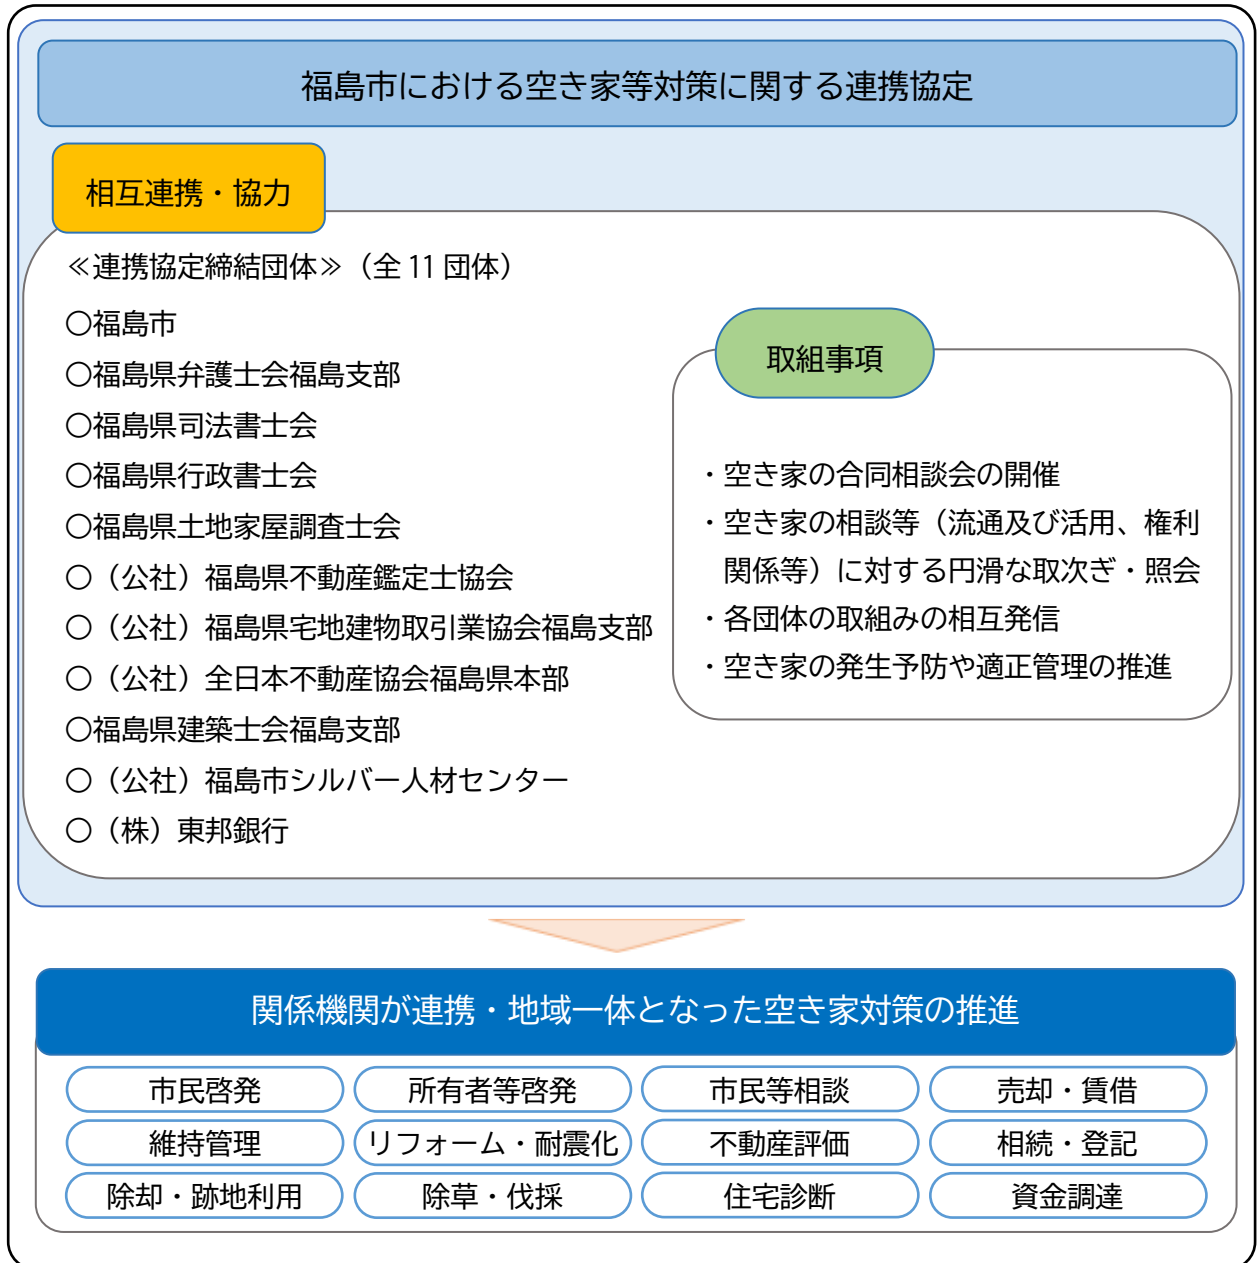 福島市における空き家等対策に関する連携協定
相互連携・協力
≪連携協定締結団体≫（全 11 団体）
○福島市
○福島県弁護士会福島支部
○福島県司法書士会
○福島県行政書士会
○福島県土地家屋調査士会
○（公社）福島県不動産鑑定士協会
○（公社）福島県宅地建物取引業協会福島支部
○（公社）全日本不動産協会福島県本部
○福島県建築士会福島支部
○（公社）福島市シルバー人材センター
○（株）東邦銀行
取組事項
・空き家の合同相談会の開催
・空き家の相談等（流通及び活用、権利
関係等）に対する円滑な取次ぎ・照会
・各団体の取組みの相互発信
・空き家の発生予防や適正管理の推進
関係機関が連携・地域一体となった空き家対策の推進
市民啓発 所有者等啓発 市民等相談 売却・賃借
維持管理 リフォーム・耐震化 不動産評価 相続・登記
除却・跡地利用 除草・伐採 住宅診断 資金調達